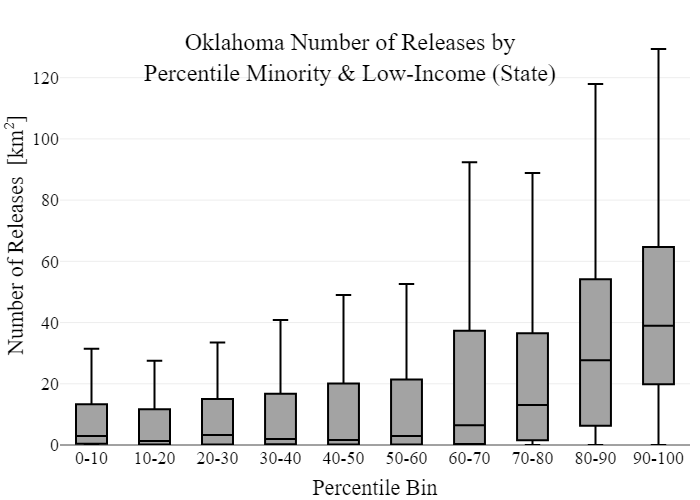 Oklahoma Number of Releases by
Percentile Minority & Low-Income (State)
Number of Releases [km²]
120
100
80
60
40
20
0
0-10 10-20 20-30 30-40 40-50 50-60 60-70 70-80 80-90 90-100
Percentile Bin